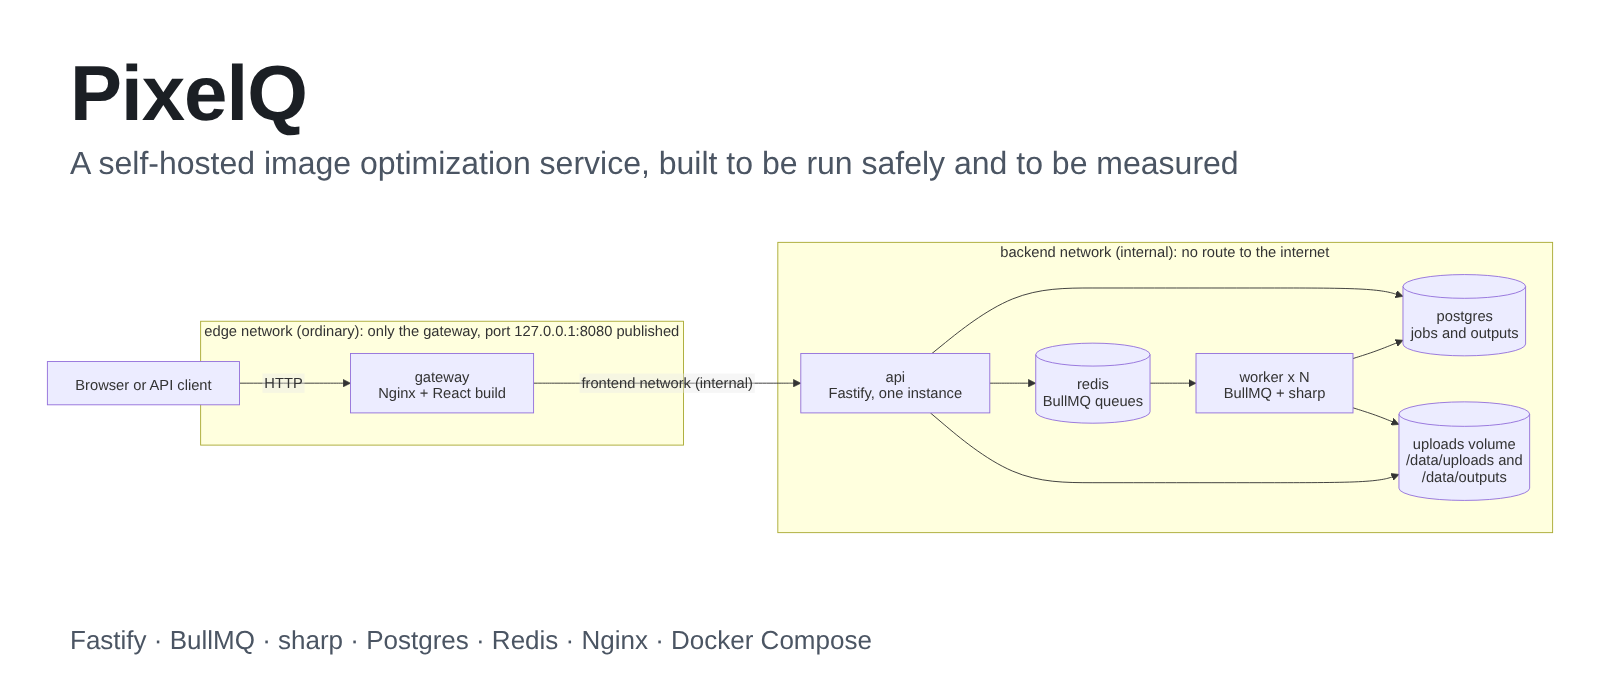 PixelQ
A self-hosted image optimization service, built to be run safely and to be measured
backend network (internal): no route to the internet
edge network (ordinary): only the gateway, port 127.0.0.1:8080 published
Browser or API client
HTTP
gateway
Nginx + React build
frontend network (internal)
api
Fastify, one instance
redis
BullMQ queues
worker x N
BullMQ + sharp
postgres
jobs and outputs
uploads volume
/data/uploads and
/data/outputs
Fastify · BullMQ · sharp · Postgres · Redis · Nginx · Docker Compose